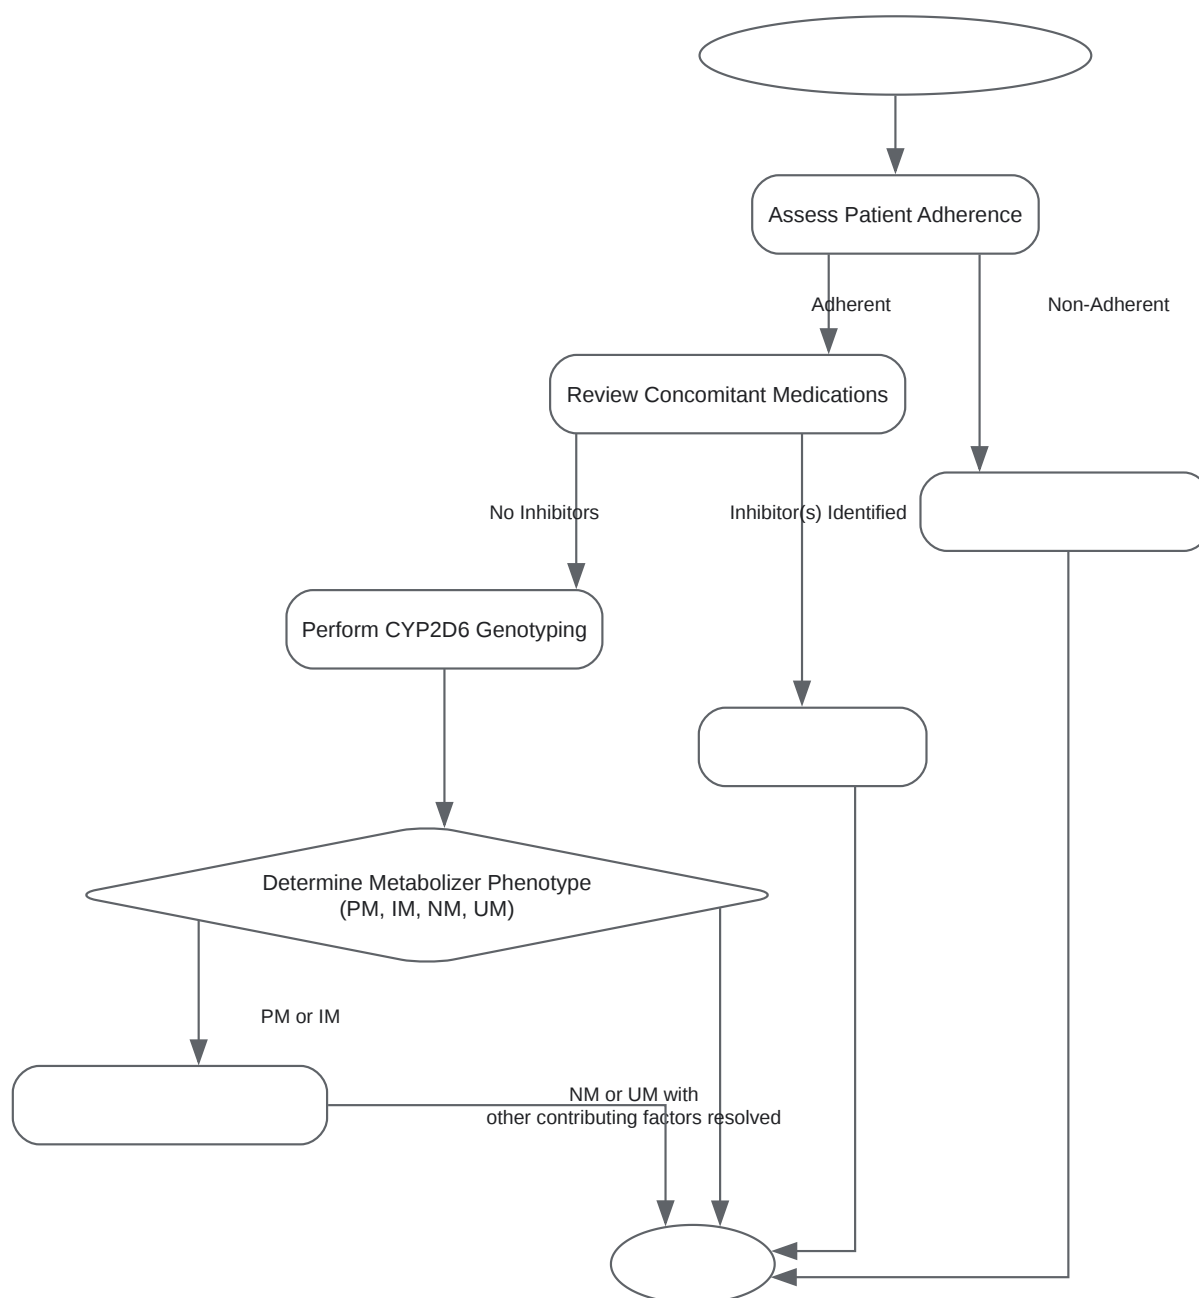 Assess Patient Adherence
Adherent
Non-Adherent
Review Concomitant Medications
No Inhibitors
Inhibitor(s) Identified
Perform CYP2D6 Genotyping
Determine Metabolizer Phenotype
(PM, IM, NM, UM)
PM or IM
NM or UM with
other contributing factors resolved